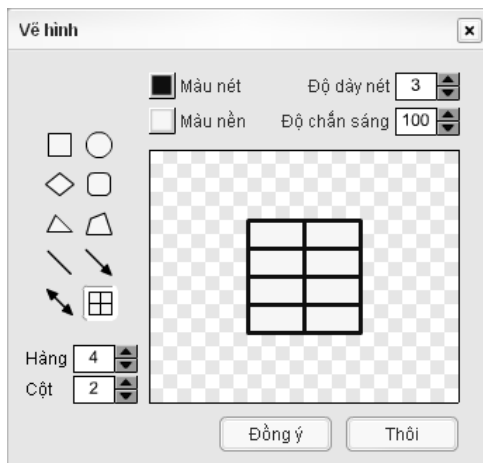 Vẽ hình
Màu nét Độ dày nét 3
Màu nền Độ chắn sáng 100
Hàng 4
Cột 2
Đồng ý Thôi